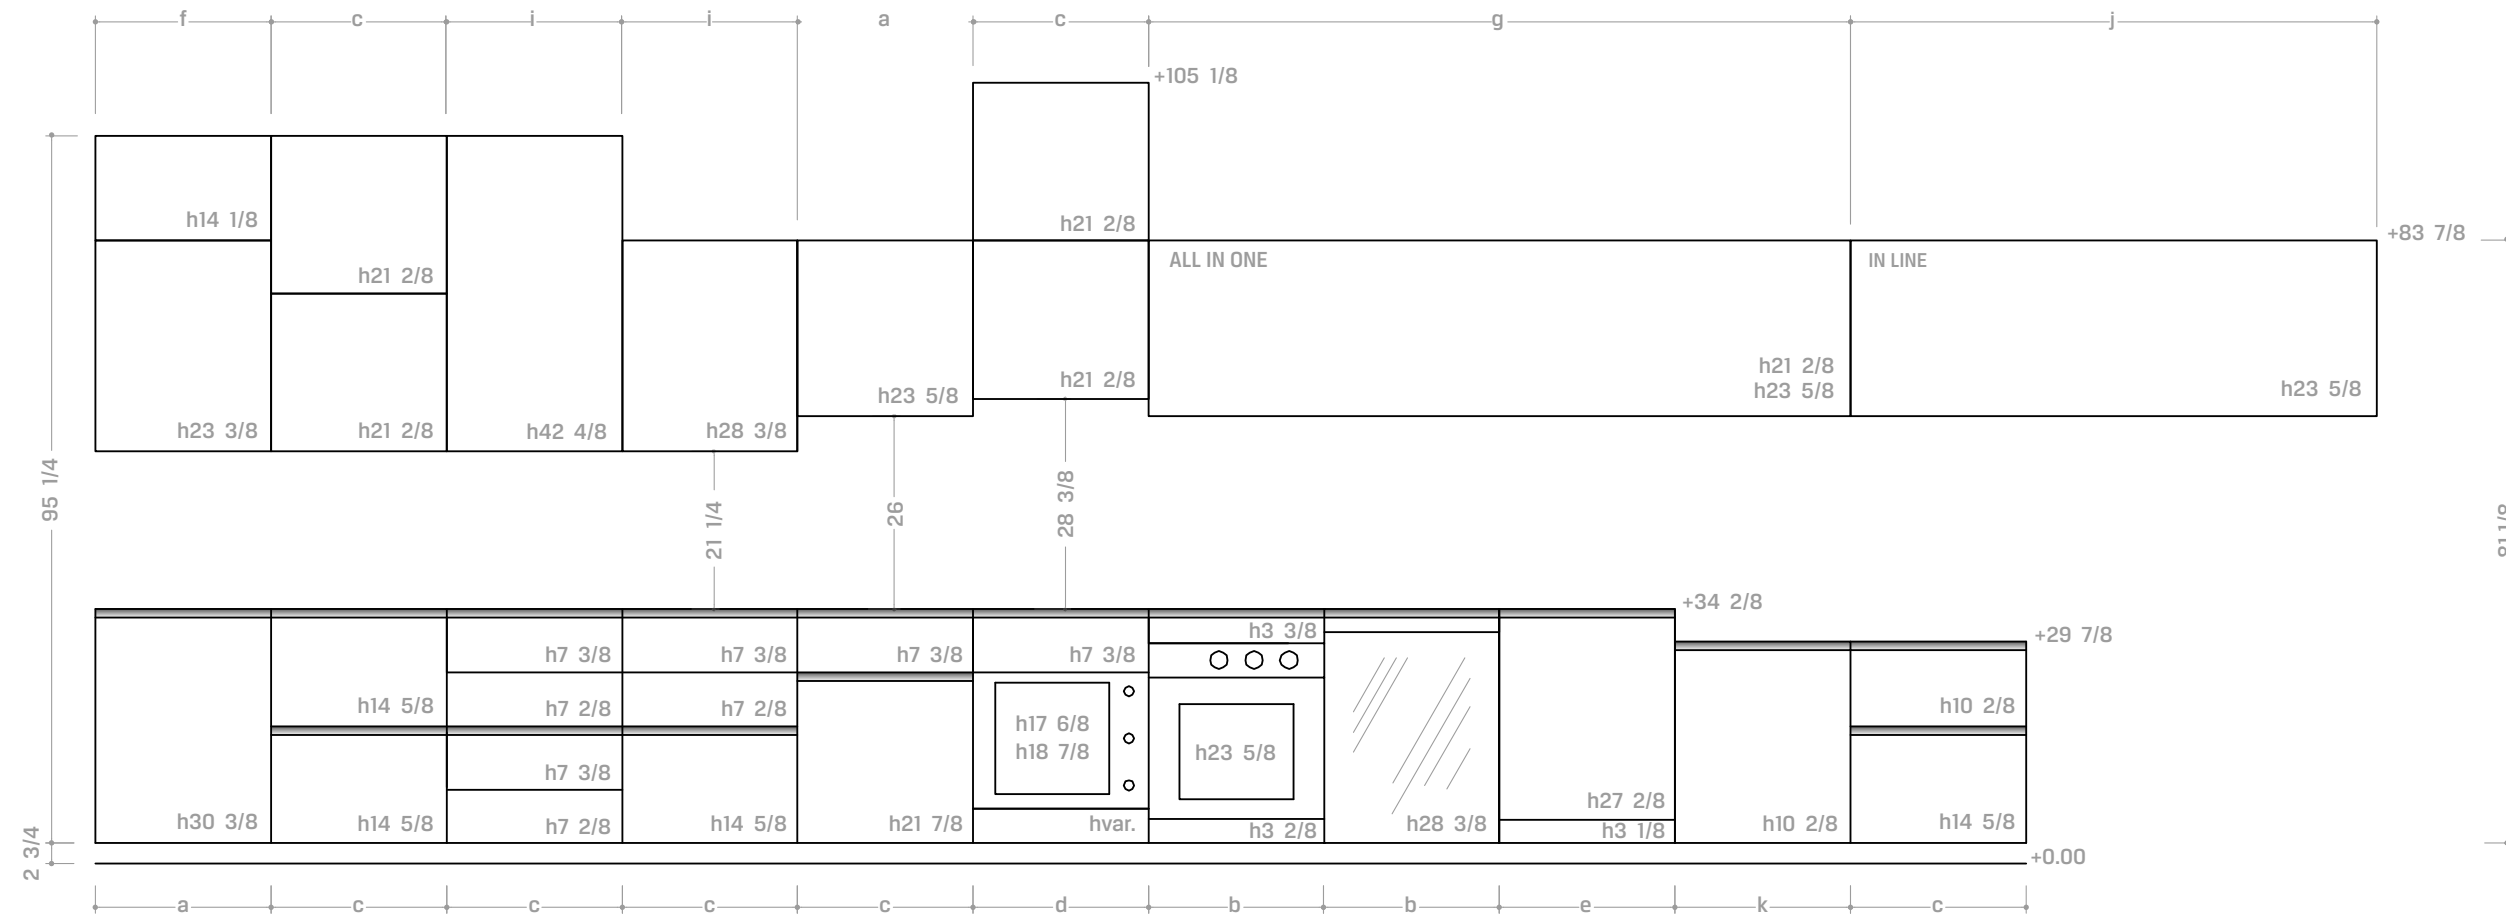 f c i i a c g j
+105 1/8
h14 1/8
h21 2/8
+83 7/8
ALL IN ONE
IN LINE
h21 2/8
h21 2/8
h21 2/8
h23 5/8
h23 5/8
h23 5/8
h23 3/8
h21 2/8
h42 4/8
h28 3/8
95 1/4
21 1/4
26
28 3/8
81 1/8
+34 2/8
+29 7/8
h3 3/8
h7 3/8
h7 3/8
h7 3/8
h7 3/8
h14 5/8
h7 2/8
h7 2/8
h10 2/8
h17 6/8
h18 7/8
h23 5/8
h7 3/8
h27 2/8
h30 3/8
h14 5/8
h7 2/8
h14 5/8
h21 7/8
hvar.
h3 2/8
h28 3/8
h3 1/8
h10 2/8
h14 5/8
2 3/4
+0.00
a c c c c d b b e k c